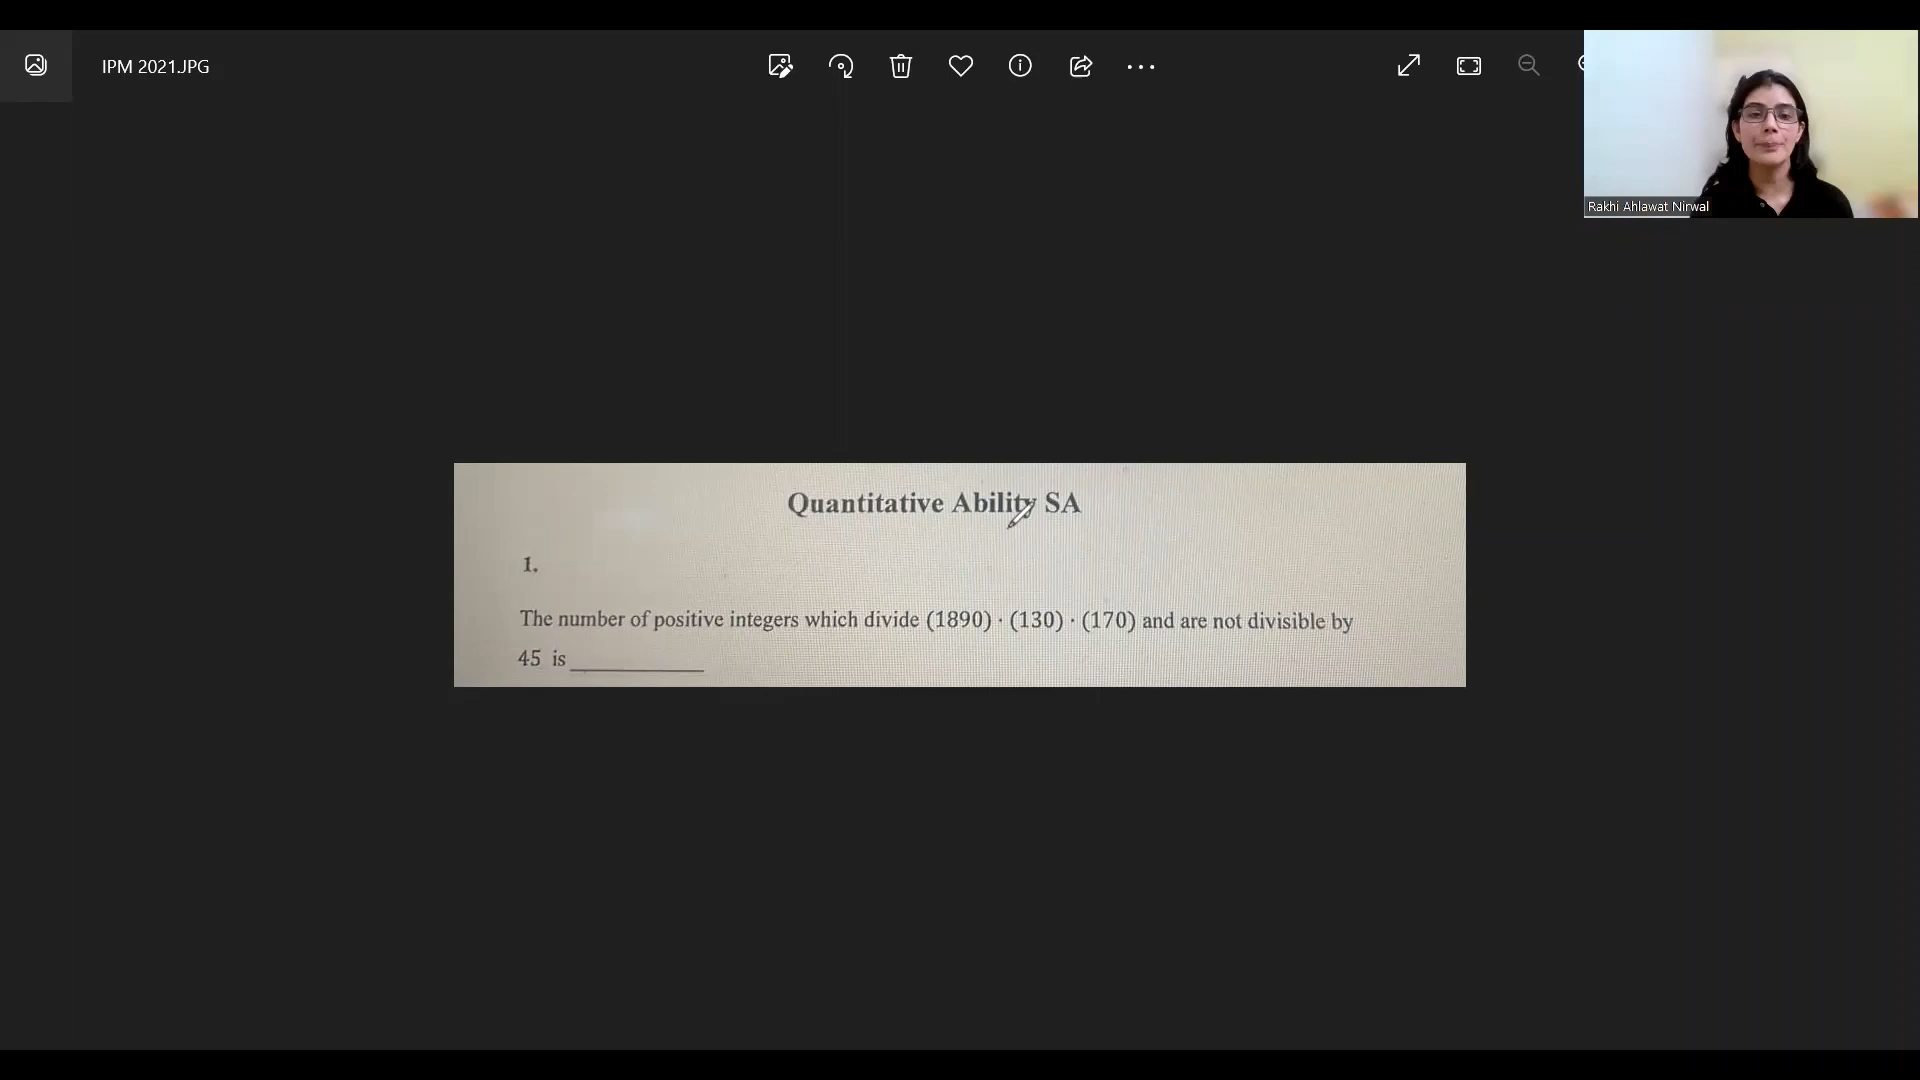 IPM 2021.JPG
Rakhi Ahlawat Nirwal
Quantitative Ability SA
1.
The number of positive integers which divide (1890) · (130) · (170) and are not divisible by
45 is __________